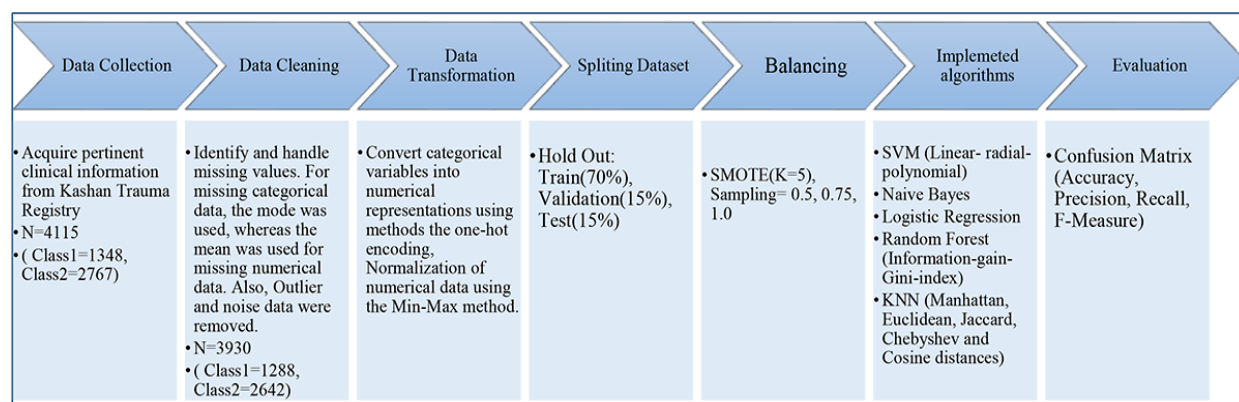 Data Collection
Data Cleaning
Data
Transformation
Spliting Dataset
Balancing
Implemeted
algorithms
Evaluation
• Acquire pertinent
clinical information
from Kashan Trauma
Registry
• N=4115
• ( Class1=1348,
Class2=2767)
• Identify and handle
missing values. For
missing categorical
data, the mode was
used, whereas the
mean was used for
missing numerical
data. Also, Outlier
and noise data were
removed.
• N=3930
• ( Class1=1288,
Class2=2642)
• Convert categorical
variables into
numerical
representations using
methods the one-hot
encoding,
Normalization of
numerical data using
the Min-Max method.
• Hold Out:
Train(70%),
Validation(15%),
Test(15%)
• SMOTE(K=5),
Sampling= 0.5, 0.75,
1.0
• SVM (Linear- radial-
polynomial)
• Naive Bayes
• Logistic Regression
• Random Forest
(Information-gain-
Gini-index)
• KNN (Manhattan,
Euclidean, Jaccard,
Chebyshev and
Cosine distances)
• Confusion Matrix
(Accuracy,
Precision, Recall,
F-Measure)